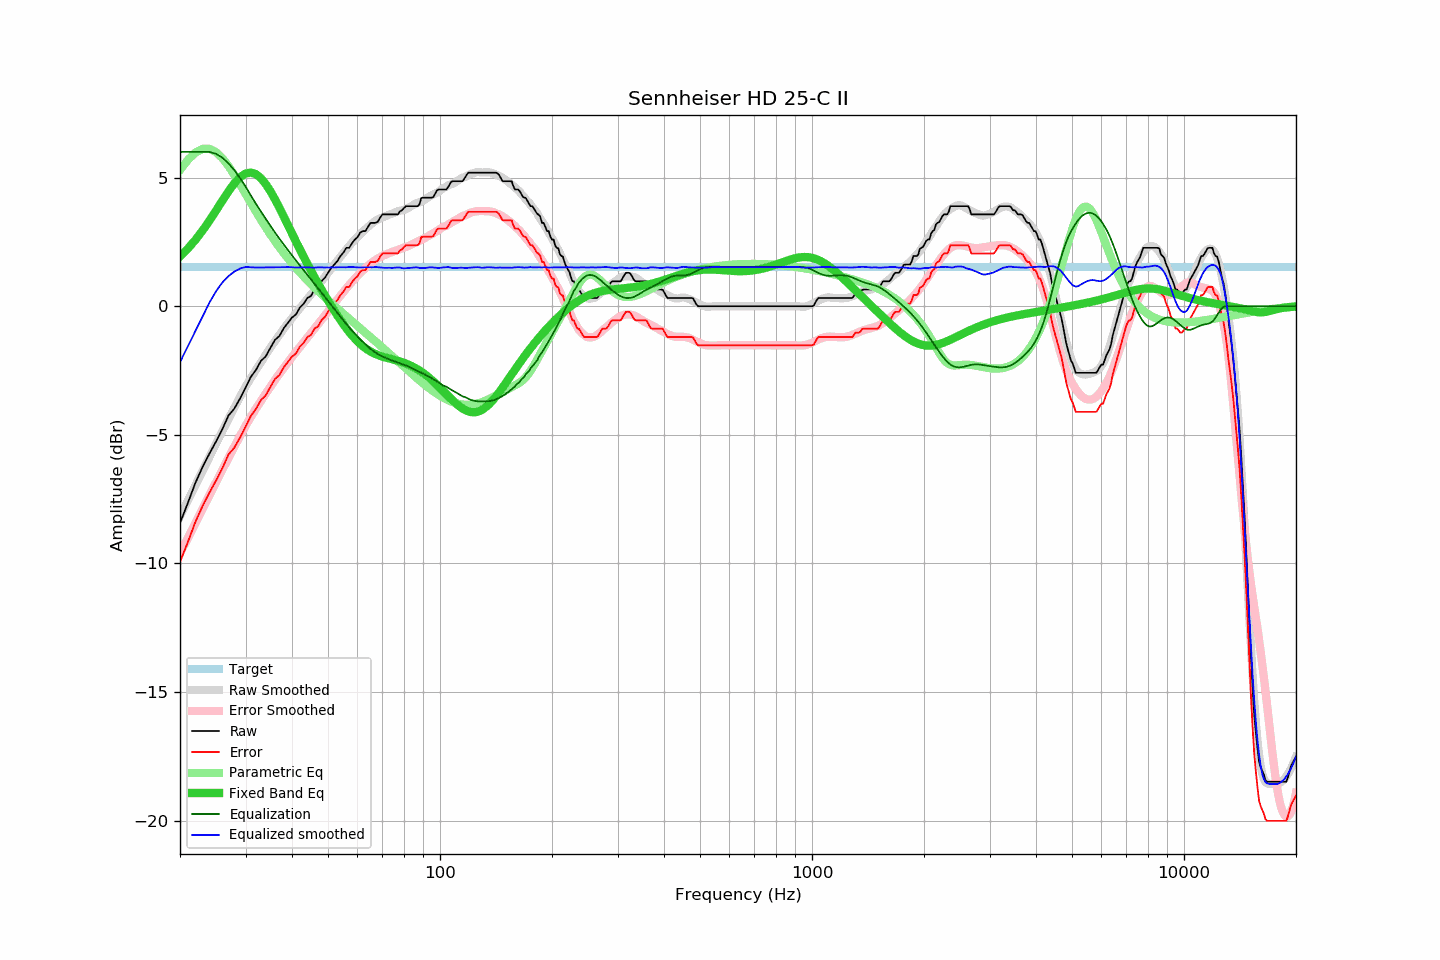 Sennheiser HD 25-C II
Amplitude (dBr)
5
0
−5
−10
−15
−20
Target
Raw Smoothed
Error Smoothed
Raw
Error
Parametric Eq
Fixed Band Eq
Equalization
Equalized smoothed
100
1000
10000
Frequency (Hz)